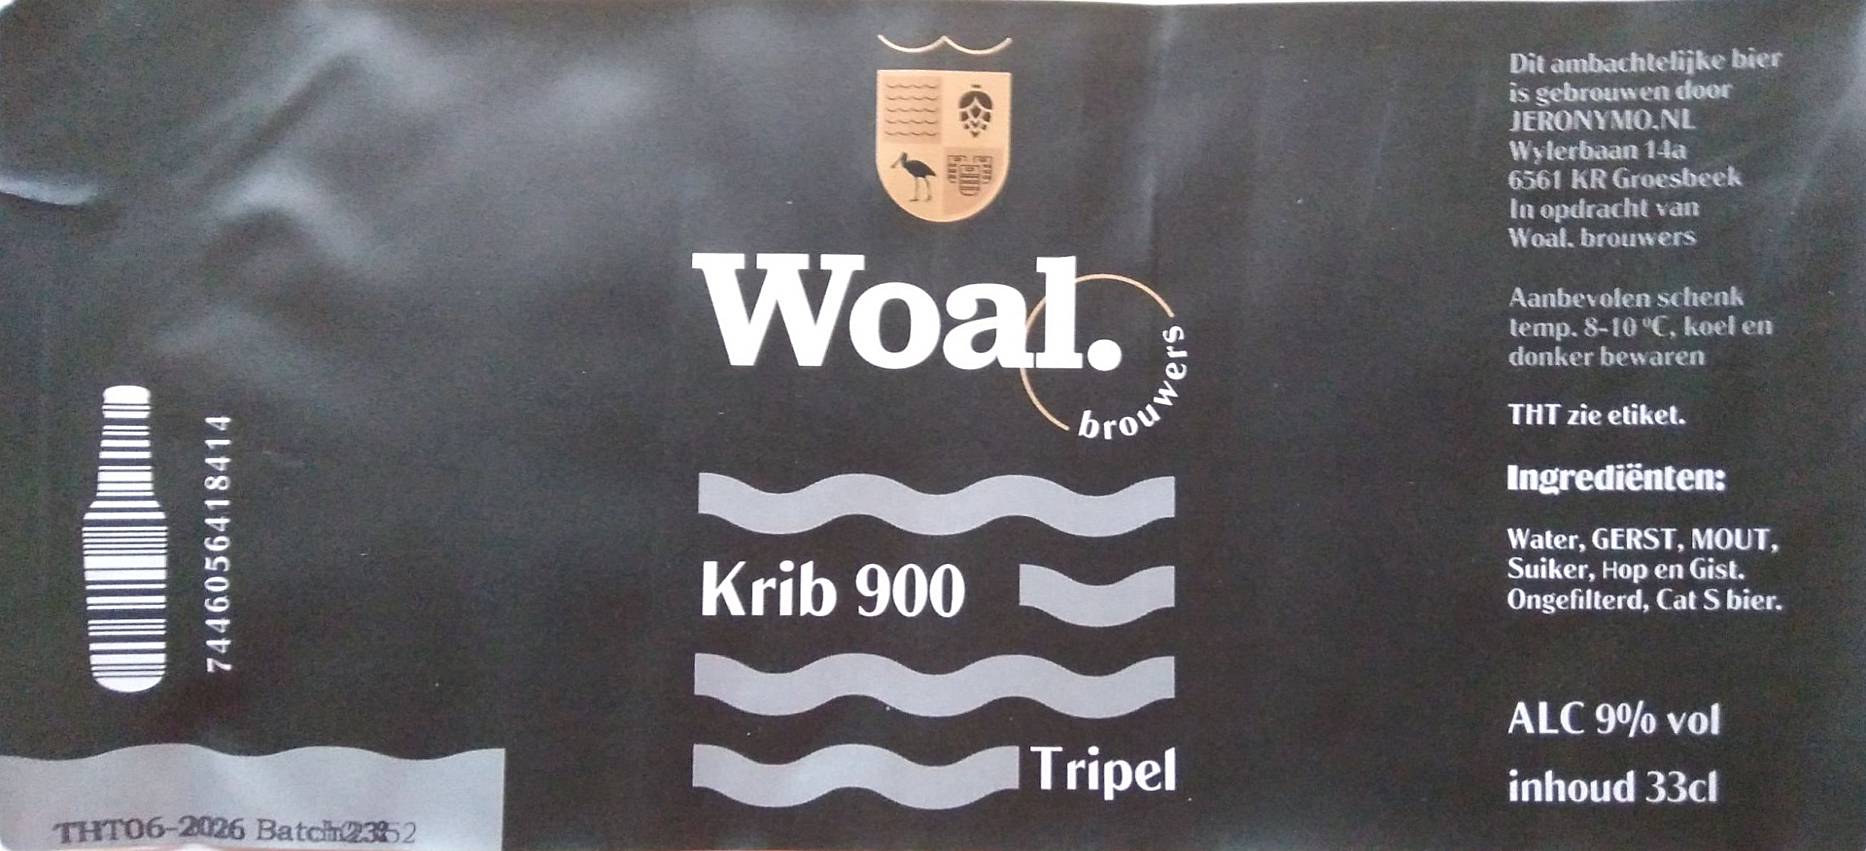 Woal.
brouwers
Krib 900
Tripel
7446056418414
THT06-2026 Batch
Dit ambachtelijke bier
is gebrouwen door
JERONYMO.NL
Wylerbaan 14a
6561 KR Groesbeek
In opdracht van
Woal. brouwers
Aanbevolen schenk
temp. 8-10 ºC, koel en
donker bewaren
THT zie etiket.
Ingrediënten:
Water, GERST, MOUT,
Suiker, Hop en Gist.
Ongefilterd, Cat S bier.
ALC 9% vol
inhoud 33cl